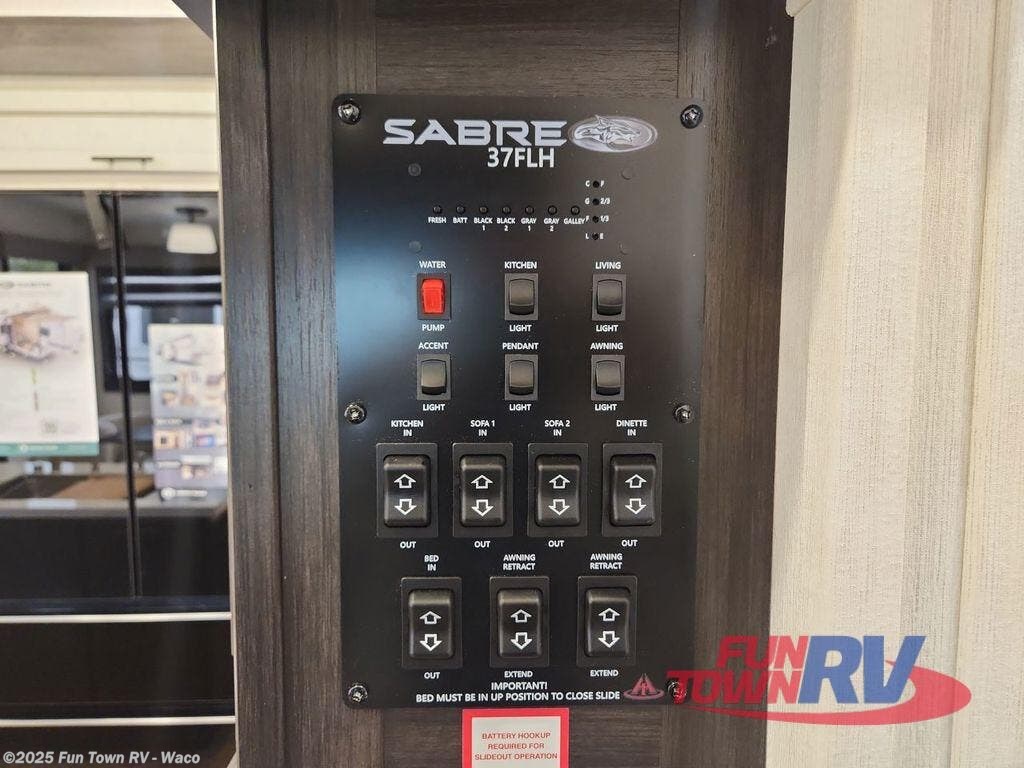 SABRE
37FLH
C F
G 2/3
F 1/3
L E
FRESH BATT BLACK 1 BLACK 2 GRAY 1 GRAY 2 GALLEY
WATER KITCHEN LIVING
PUMP LIGHT LIGHT
ACCENT PENDANT AWNING
LIGHT LIGHT LIGHT
KITCHEN IN SOFA 1 IN SOFA 2 IN DINETTE IN
OUT OUT OUT OUT
BED IN AWNING RETRACT AWNING RETRACT
OUT EXTEND EXTEND
IMPORTANT!
BED MUST BE IN UP POSITION TO CLOSE SLIDE
BATTERY HOOKUP
REQUIRED FOR
SLIDEOUT OPERATION
FUN TOWN RV
©2025 Fun Town RV - Waco